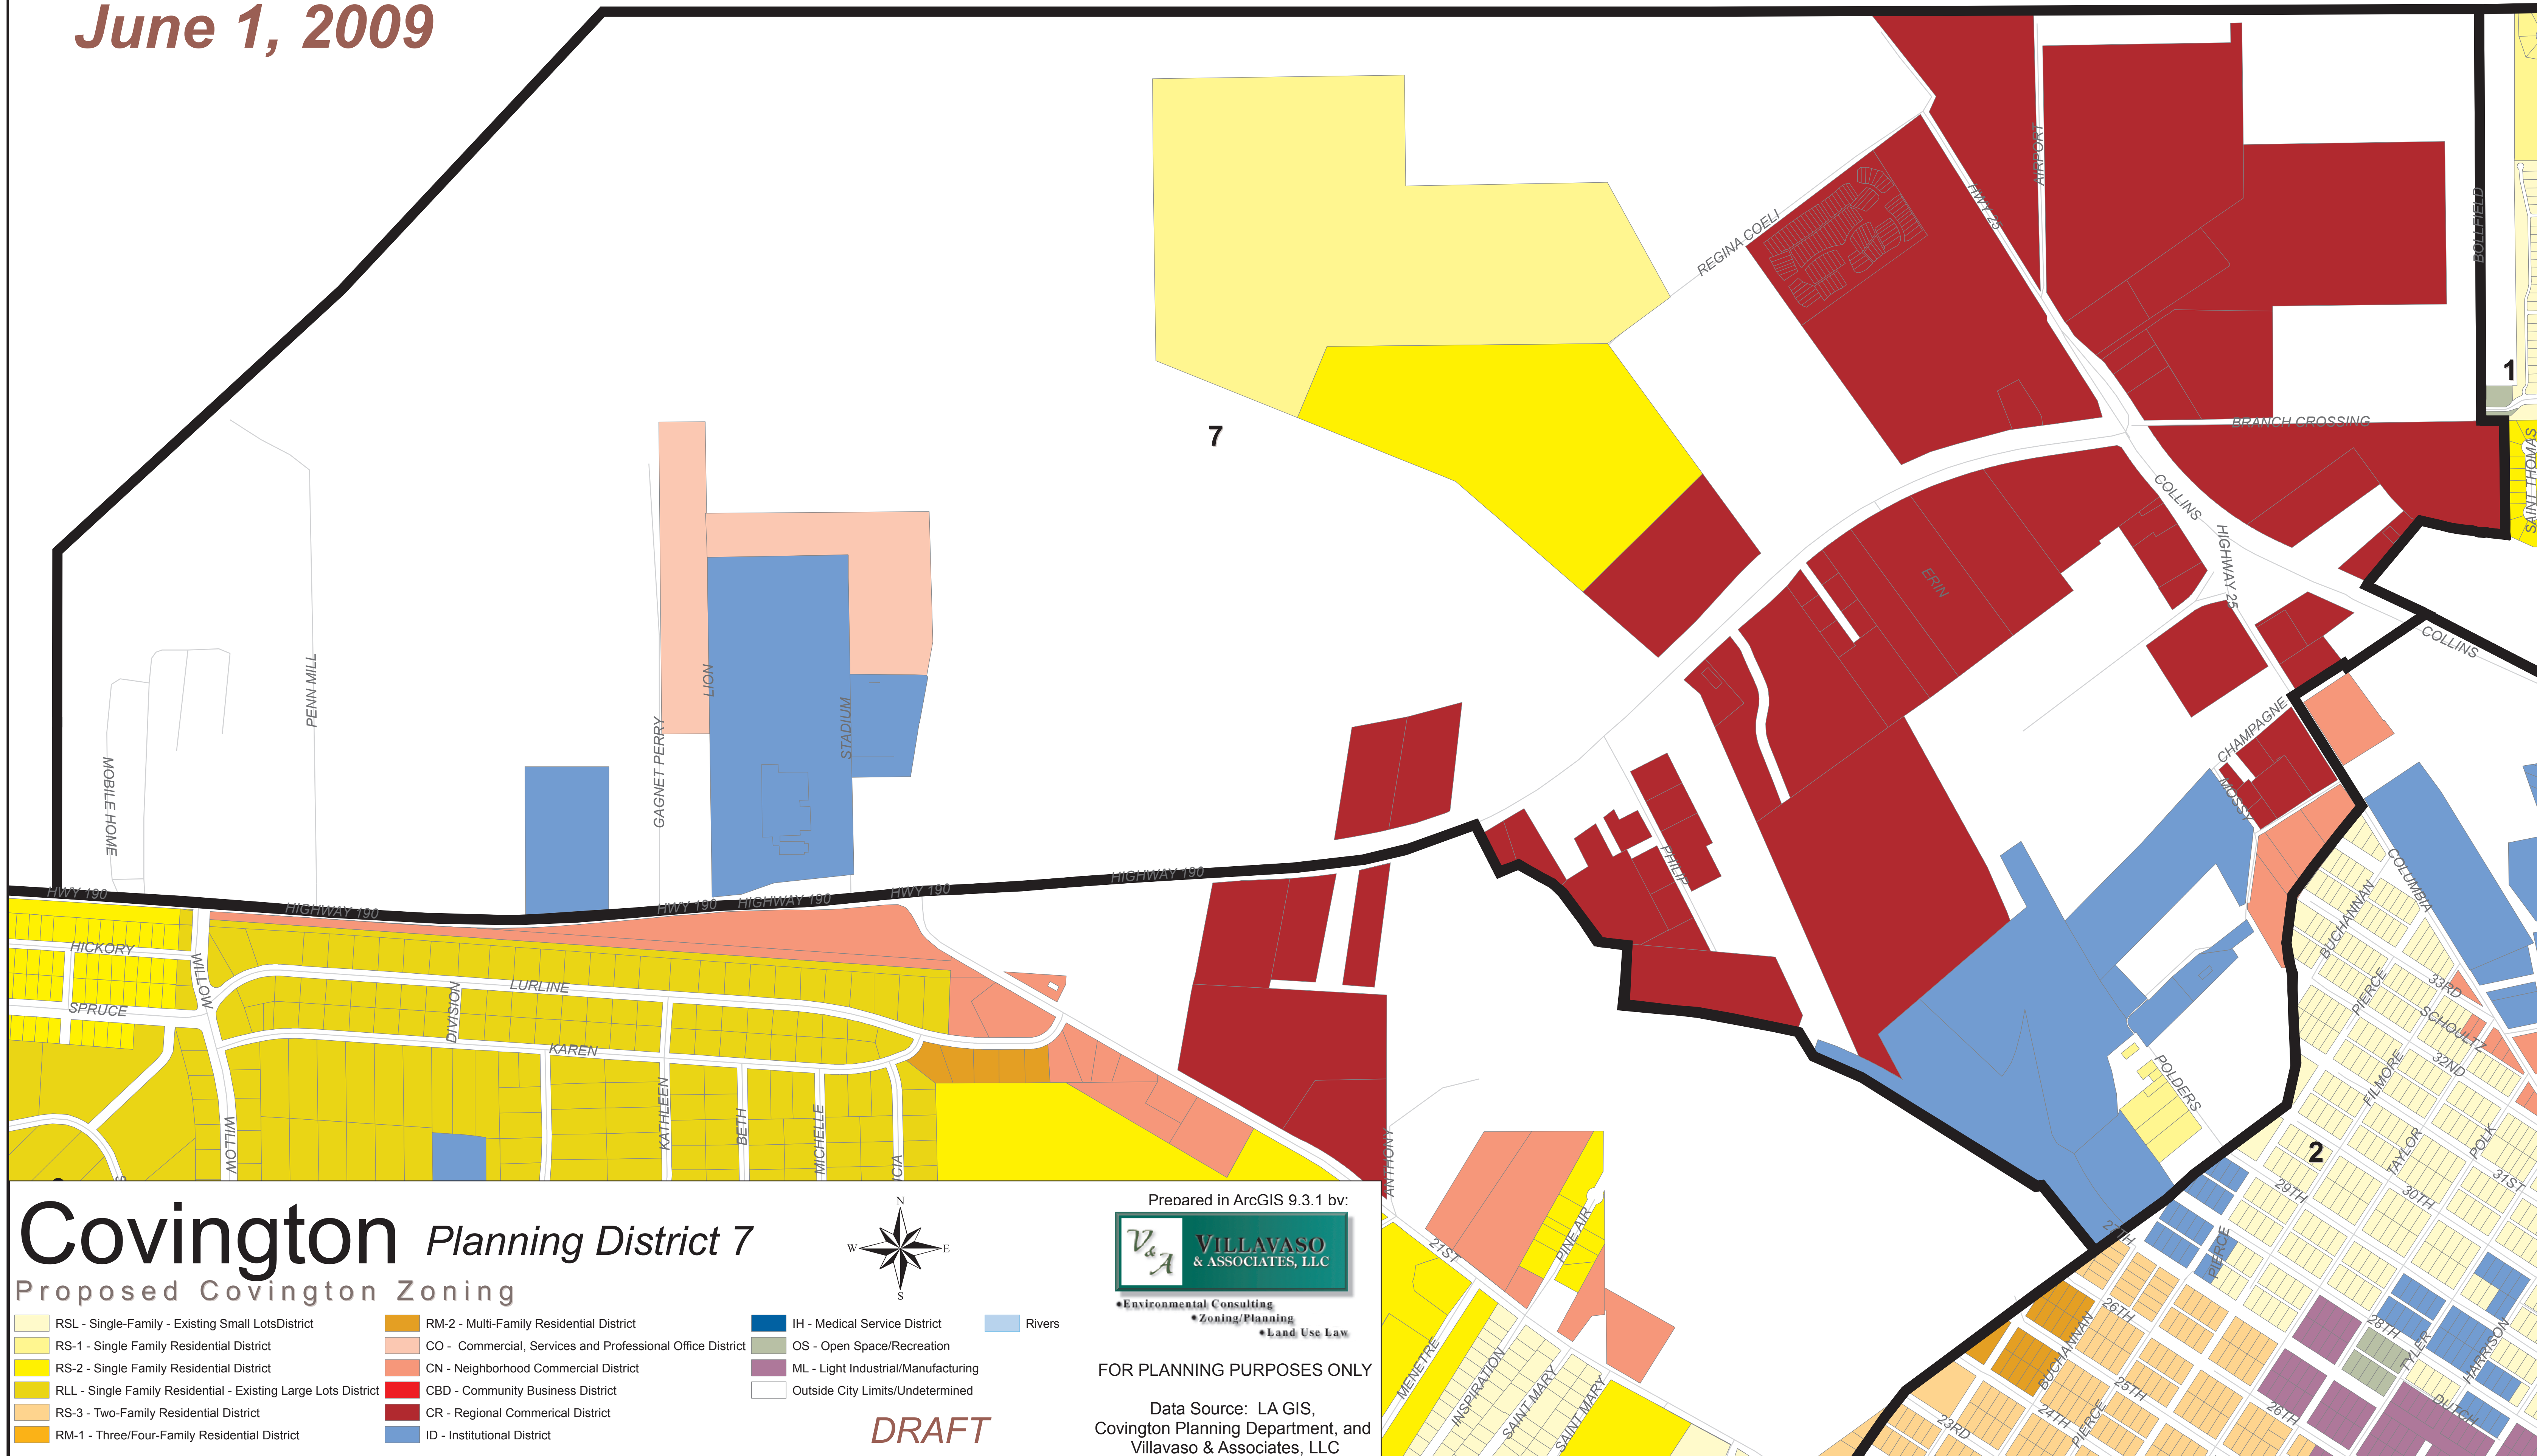 June 1, 2009
AIRPORT
BOLLFIELD
HWY 25
REGINA COELI
1
BRANCH CROSSING
7
SAINT THOMAS
COLLINS
HIGHWAY 25
ERIN
COLLINS
PENN MILL
LION
STADIUM
GAGNET PERRY
MOBILE HOME
CHAMPAGNE
MOSSY
PHILIP
COLUMBIA
BUCHANNAN
HWY 190
HIGHWAY 190
HWY 190
HIGHWAY 190
HWY 190
HIGHWAY 190
HICKORY
WILLOW
SPRUCE
DIVISION
LURLINE
KAREN
33RD
PIERCE
SCHOULTZ
32ND
FILMORE
POLDERS
KATHLEEN
BETH
MICHELLE
ICIA
WILLOW
ANTHONY
2
TAYLOR
POLK
31ST
29TH
30TH
27TH
PIERCE
21ST
PINE AIR
MENETRE
INSPIRATION
SAINT MARY
SAINT MARY
26TH
BUCHANNAN
25TH
24TH
23RD
PIERCE
28TH
TYLER
HARRISON
26TH
DUTCH
Covington Planning District 7
Proposed Covington Zoning
N
W E
S
RSL - Single-Family - Existing Small LotsDistrict
RS-1 - Single Family Residential District
RS-2 - Single Family Residential District
RLL - Single Family Residential - Existing Large Lots District
RS-3 - Two-Family Residential District
RM-1 - Three/Four-Family Residential District
RM-2 - Multi-Family Residential District
CO - Commercial, Services and Professional Office District
CN - Neighborhood Commercial District
CBD - Community Business District
CR - Regional Commerical District
ID - Institutional District
IH - Medical Service District
OS - Open Space/Recreation
ML - Light Industrial/Manufacturing
Outside City Limits/Undetermined
Rivers
DRAFT
Prepared in ArcGIS 9.3.1 by:
V & A
VILLAVASO
& ASSOCIATES, LLC
•Environmental Consulting
•Zoning/Planning
•Land Use Law
FOR PLANNING PURPOSES ONLY
Data Source: LA GIS,
Covington Planning Department, and
Villavaso & Associates, LLC